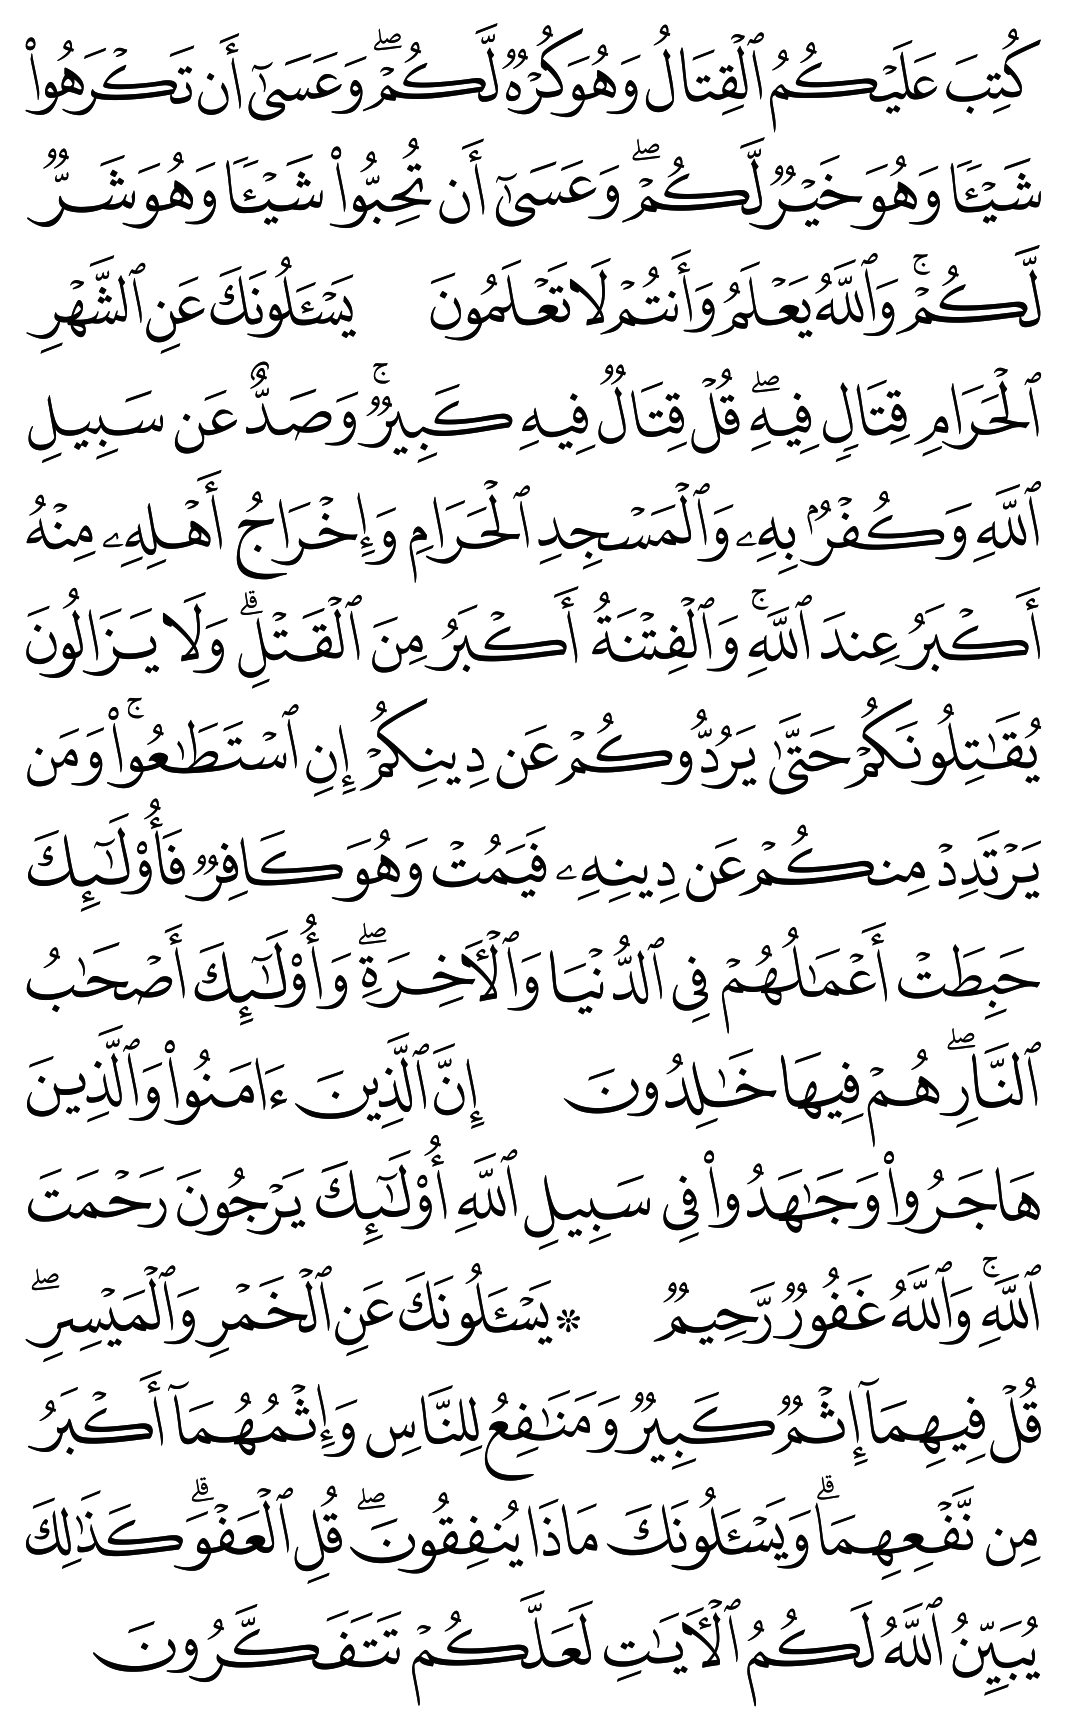 كُتِبَ عَلَيۡكُمُ ٱلۡقِتَالُ وَهُوَ كُرۡهٞ لَّكُمۡۖ وَعَسَىٰٓ أَن تَكۡرَهُواْ
شَيۡـٔٗا وَهُوَ خَيۡرٞ لَّكُمۡۖ وَعَسَىٰٓ أَن تُحِبُّواْ شَيۡـٔٗا وَهُوَ شَرّٞ
لَّكُمۡۚ وَٱللَّهُ يَعۡلَمُ وَأَنتُمۡ لَا تَعۡلَمُونَ يَسۡـَٔلُونَكَ عَنِ ٱلشَّهۡرِ
ٱلۡحَرَامِ قِتَالٖ فِيهِۖ قُلۡ قِتَالٞ فِيهِ كَبِيرٞۚ وَصَدٌّ عَن سَبِيلِ
ٱللَّهِ وَكُفۡرُۢ بِهِۦ وَٱلۡمَسۡجِدِ ٱلۡحَرَامِ وَإِخۡرَاجُ أَهۡلِهِۦ مِنۡهُ
أَكۡبَرُ عِندَ ٱللَّهِۚ وَٱلۡفِتۡنَةُ أَكۡبَرُ مِنَ ٱلۡقَتۡلِۗ وَلَا يَزَالُونَ
يُقَٰتِلُونَكُمۡ حَتَّىٰ يَرُدُّوكُمۡ عَن دِينِكُمۡ إِنِ ٱسۡتَطَٰعُواْۚ وَمَن
يَرۡتَدِدۡ مِنكُمۡ عَن دِينِهِۦ فَيَمُتۡ وَهُوَ كَافِرٞ فَأُوْلَٰٓئِكَ
حَبِطَتۡ أَعۡمَٰلُهُمۡ فِي ٱلدُّنۡيَا وَٱلۡأٓخِرَةِۖ وَأُوْلَٰٓئِكَ أَصۡحَٰبُ
ٱلنَّارِۖ هُمۡ فِيهَا خَٰلِدُونَ إِنَّ ٱلَّذِينَ ءَامَنُواْ وَٱلَّذِينَ
هَاجَرُواْ وَجَٰهَدُواْ فِي سَبِيلِ ٱللَّهِ أُوْلَٰٓئِكَ يَرۡجُونَ رَحۡمَتَ
ٱللَّهِۚ وَٱللَّهُ غَفُورٞ رَّحِيمٞ ۞يَسۡـَٔلُونَكَ عَنِ ٱلۡخَمۡرِ وَٱلۡمَيۡسِرِۖ
قُلۡ فِيهِمَآ إِثۡمٞ كَبِيرٞ وَمَنَٰفِعُ لِلنَّاسِ وَإِثۡمُهُمَآ أَكۡبَرُ
مِن نَّفۡعِهِمَاۗ وَيَسۡـَٔلُونَكَ مَاذَا يُنفِقُونَۖ قُلِ ٱلۡعَفۡوَۗ كَذَٰلِكَ
يُبَيِّنُ ٱللَّهُ لَكُمُ ٱلۡأٓيَٰتِ لَعَلَّكُمۡ تَتَفَكَّرُونَ